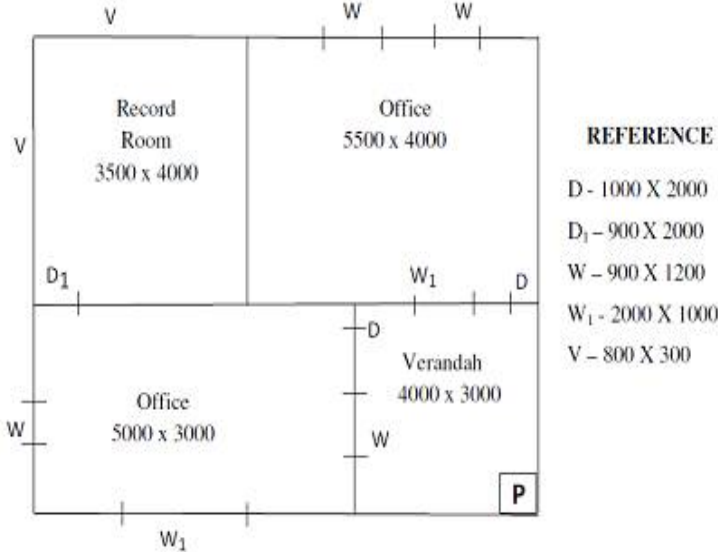 V
W
W
Record
Room
3500 x 4000
Office
5500 x 4000
V
REFERENCE
D - 1000 X 2000
D₁ – 900 X 2000
W – 900 X 1200
W₁ - 2000 X 1000
V – 800 X 300
D₁
W₁
D
D
Verandah
4000 x 3000
Office
5000 x 3000
W
W
P
W₁